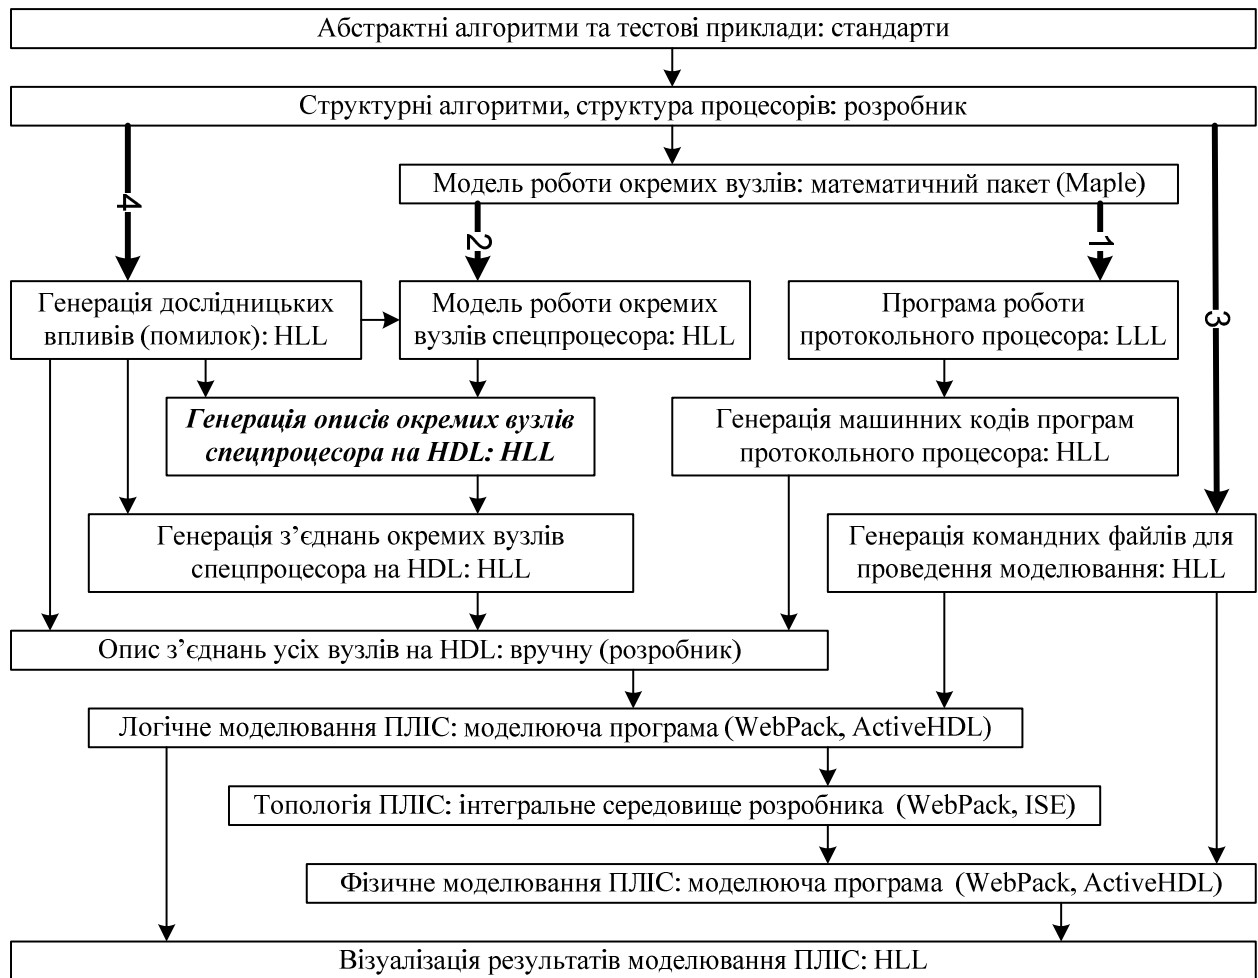 Абстрактні алгоритми та тестові приклади: стандарти
Структурні алгоритми, структура процесорів: розробник
Модель роботи окремих вузлів: математичний пакет (Maple)
4
2
1
3
Генерація дослідницьких
впливів (помилок): HLL
Модель роботи окремих
вузлів спецпроцесора: HLL
Програма роботи
протокольного процесора: LLL
Генерація описів окремих вузлів
спецпроцесора на HDL: HLL
Генерація машинних кодів програм
протокольного процесора: HLL
Генерація з’єднань окремих вузлів
спецпроцесора на HDL: HLL
Генерація командних файлів для
проведення моделювання: HLL
Опис з’єднань усіх вузлів на HDL: вручну (розробник)
Логічне моделювання ПЛІС: моделююча програма (WebPack, ActiveHDL)
Топологія ПЛІС: інтегральне середовище розробника (WebPack, ISE)
Фізичне моделювання ПЛІС: моделююча програма (WebPack, ActiveHDL)
Візуалізація результатів моделювання ПЛІС: HLL